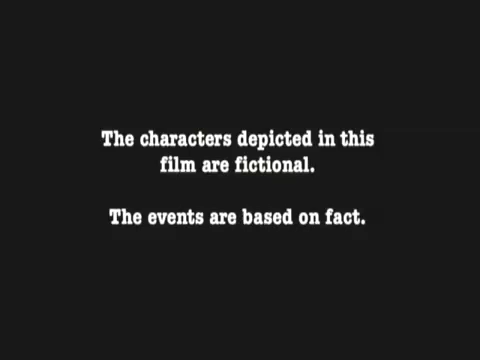 The characters depicted in this
film are fictional.
The events are based on fact.